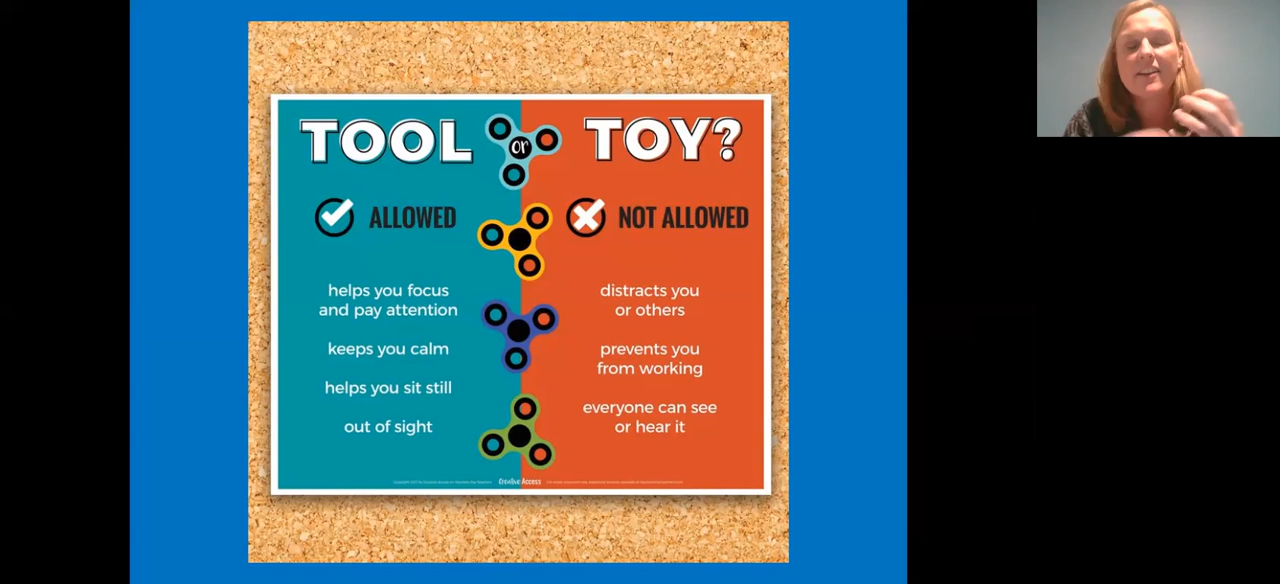 TOOL or TOY?
ALLOWED
NOT ALLOWED
helps you focus
and pay attention
keeps you calm
helps you sit still
out of sight
distracts you
or others
prevents you
from working
everyone can see
or hear it
Creative Access